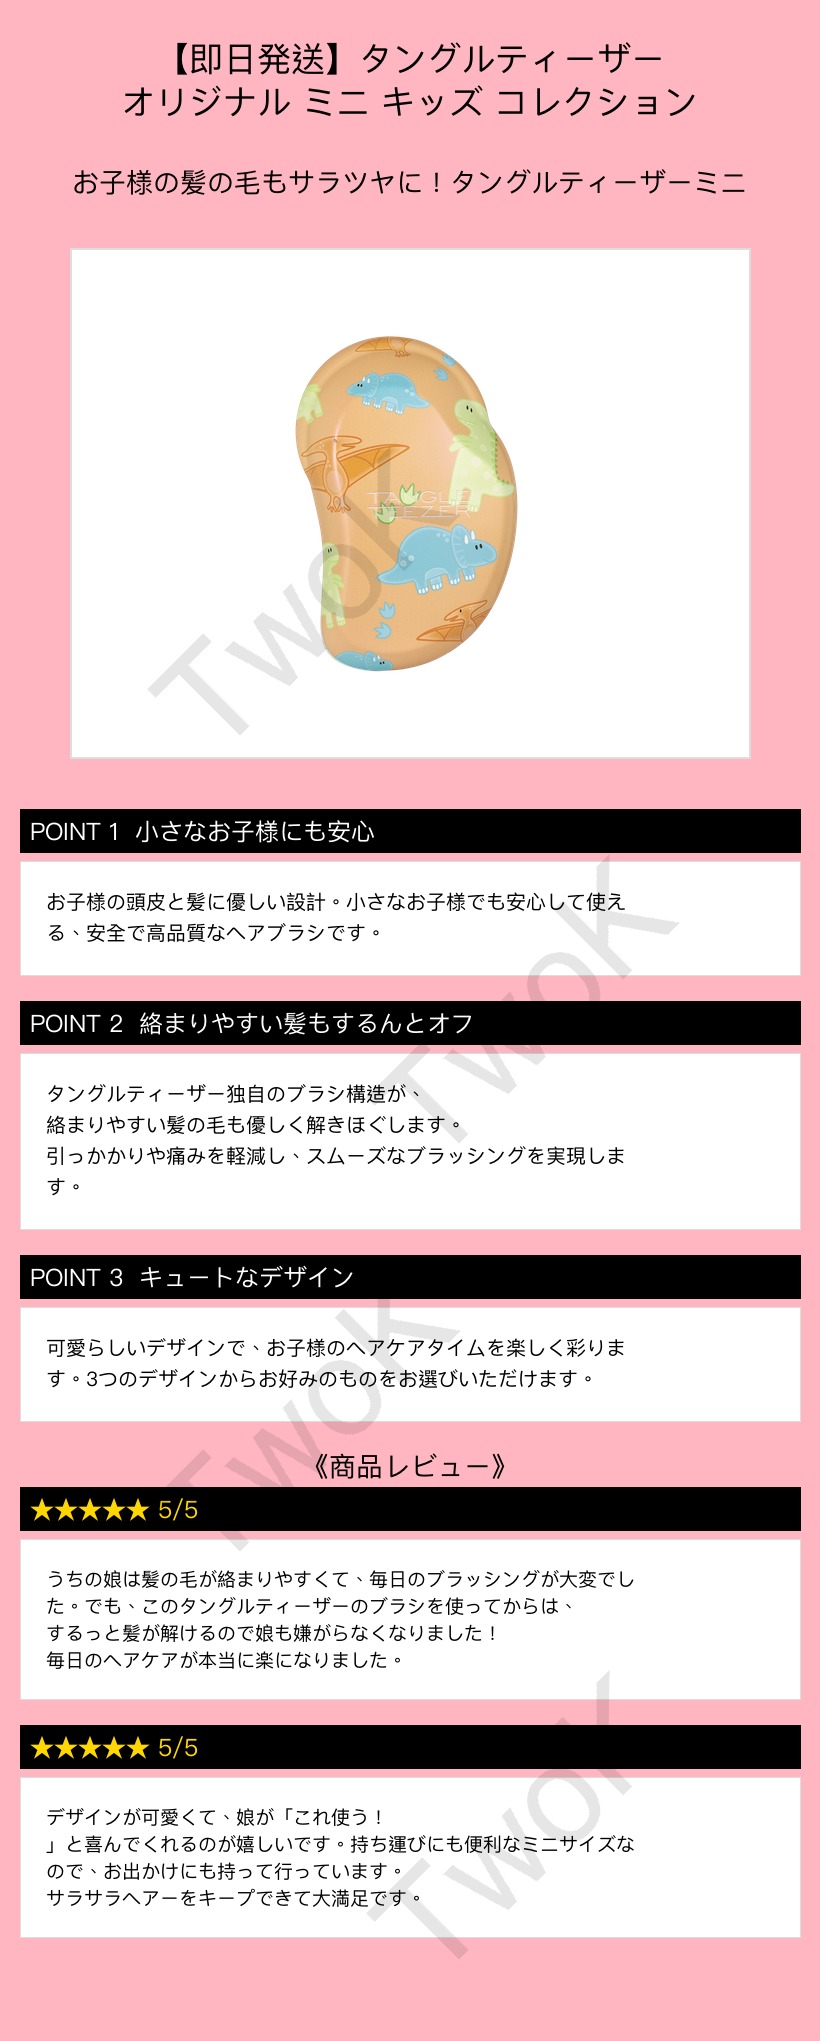 【即日発送】タングルティーザー
オリジナル ミニ キッズ コレクション
お子様の髪の毛もサラツヤに！タングルティーザーミニ
TANGLE
TEEZER
TwoK
POINT 1 小さなお子様にも安心
お子様の頭皮と髪に優しい設計。小さなお子様でも安心して使え
る、安全で高品質なヘアブラシです。
TwoK
POINT 2 絡まりやすい髪もするんとオフ
タングルティーザー独自のブラシ構造が、
絡まりやすい髪の毛も優しく解きほぐします。
引っかかりや痛みを軽減し、スムーズなブラッシングを実現しま
す。
POINT 3 キュートなデザイン
可愛らしいデザインで、お子様のヘアケアタイムを楽しく彩りま
す。3つのデザインからお好みのものをお選びいただけます。
TwoK
《商品レビュー》
★★★★★ 5/5
うちの娘は髪の毛が絡まりやすくて、毎日のブラッシングが大変でし
た。でも、このタングルティーザーのブラシを使ってからは、
するっと髪が解けるので娘も嫌がらなくなりました！
毎日のヘアケアが本当に楽になりました。
★★★★★ 5/5
デザインが可愛くて、娘が「これ使う！
」と喜んでくれるのが嬉しいです。持ち運びにも便利なミニサイズな
ので、お出かけにも持って行っています。
サラサラヘアーをキープできて大満足です。
TwoK